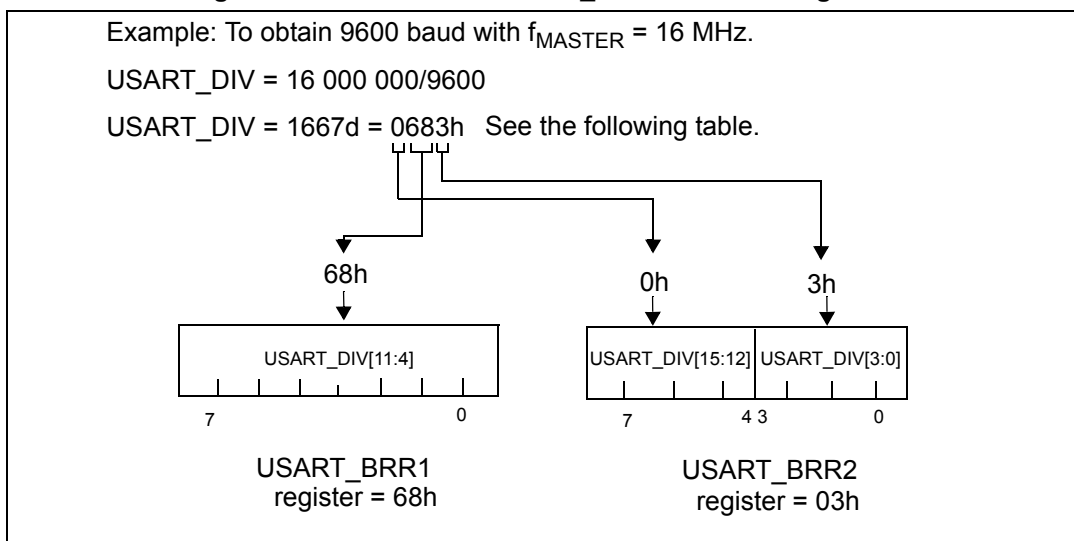 Example: To obtain 9600 baud with fMASTER = 16 MHz.
USART_DIV = 16 000 000/9600
USART_DIV = 1667d = 0683h See the following table.
68h
0h
3h
USART_DIV[11:4]
USART_DIV[15:12]
USART_DIV[3:0]
7
0
7
4 3
0
USART_BRR1
register = 68h
USART_BRR2
register = 03h